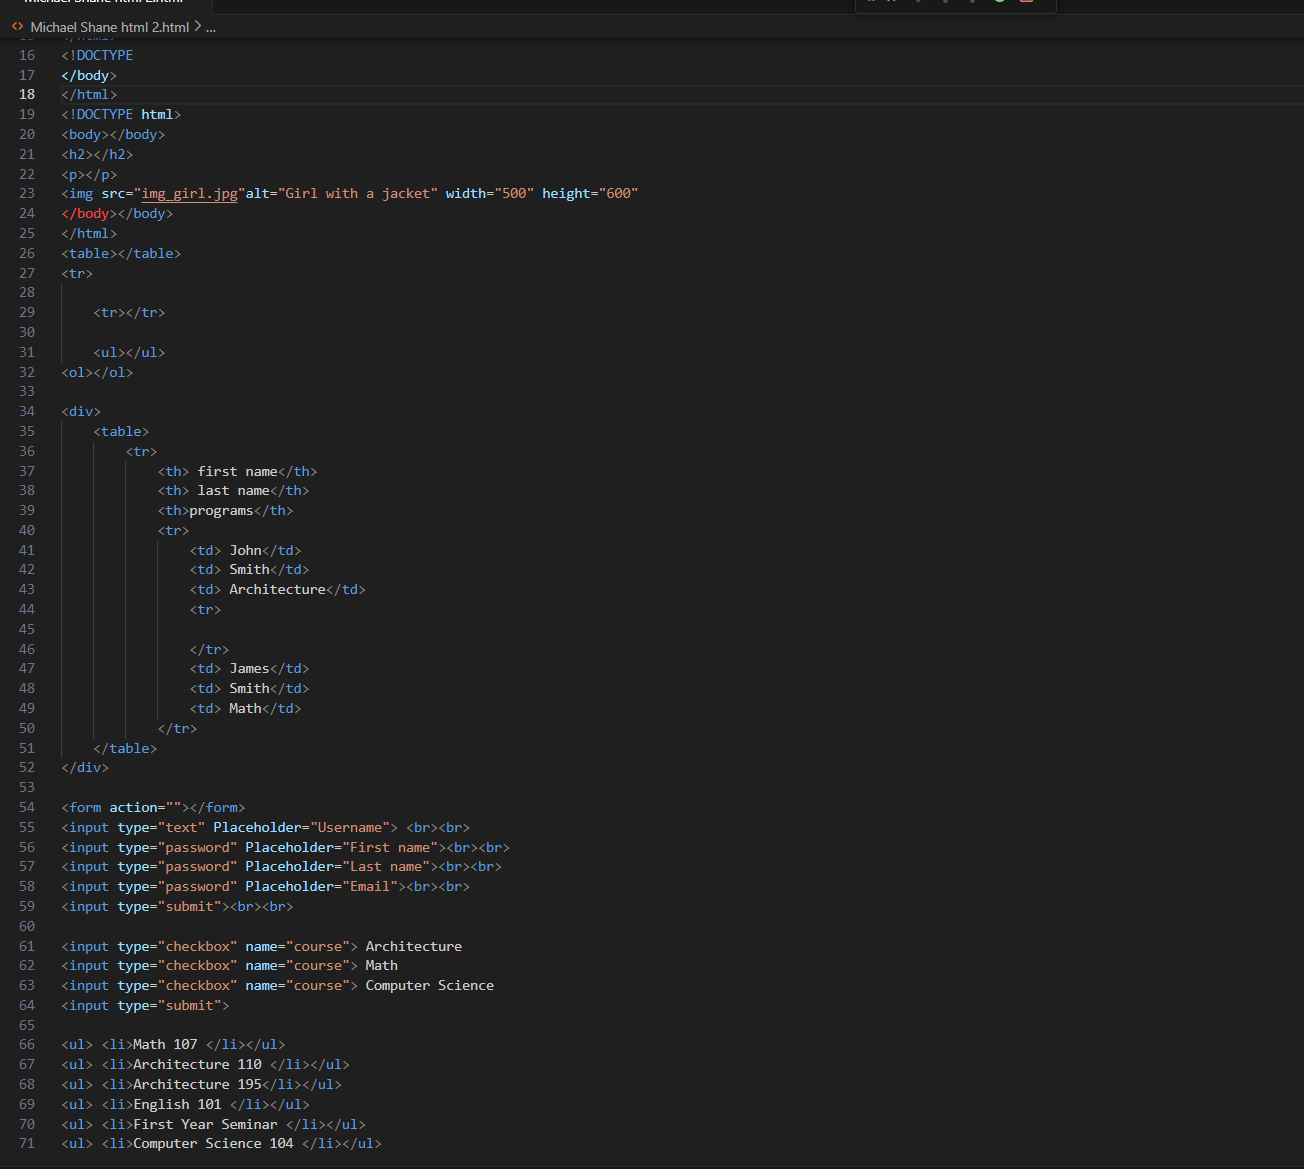 Michael Shane html 2.html
<> Michael Shane html 2.html > ...
15 </html>
16 <!DOCTYPE
17 </body>
18 </html>
19 <!DOCTYPE html>
20 <body></body>
21 <h2></h2>
22 <p></p>
23 <img src="img_girl.jpg"alt="Girl with a jacket" width="500" height="600"
24 </body></body>
25 </html>
26 <table></table>
27 <tr>
28
29 <tr></tr>
30
31 <ul></ul>
32 <ol></ol>
33
34 <div>
35 <table>
36 <tr>
37 <th> first name</th>
38 <th> last name</th>
39 <th>programs</th>
40 <tr>
41 <td> John</td>
42 <td> Smith</td>
43 <td> Architecture</td>
44 <tr>
45
46 </tr>
47 <td> James</td>
48 <td> Smith</td>
49 <td> Math</td>
50 </tr>
51 </table>
52 </div>
53
54 <form action=""></form>
55 <input type="text" Placeholder="Username"> <br><br>
56 <input type="password" Placeholder="First name"><br><br>
57 <input type="password" Placeholder="Last name"><br><br>
58 <input type="password" Placeholder="Email"><br><br>
59 <input type="submit"><br><br>
60
61 <input type="checkbox" name="course"> Architecture
62 <input type="checkbox" name="course"> Math
63 <input type="checkbox" name="course"> Computer Science
64 <input type="submit">
65
66 <ul> <li>Math 107 </li></ul>
67 <ul> <li>Architecture 110 </li></ul>
68 <ul> <li>Architecture 195</li></ul>
69 <ul> <li>English 101 </li></ul>
70 <ul> <li>First Year Seminar </li></ul>
71 <ul> <li>Computer Science 104 </li></ul>